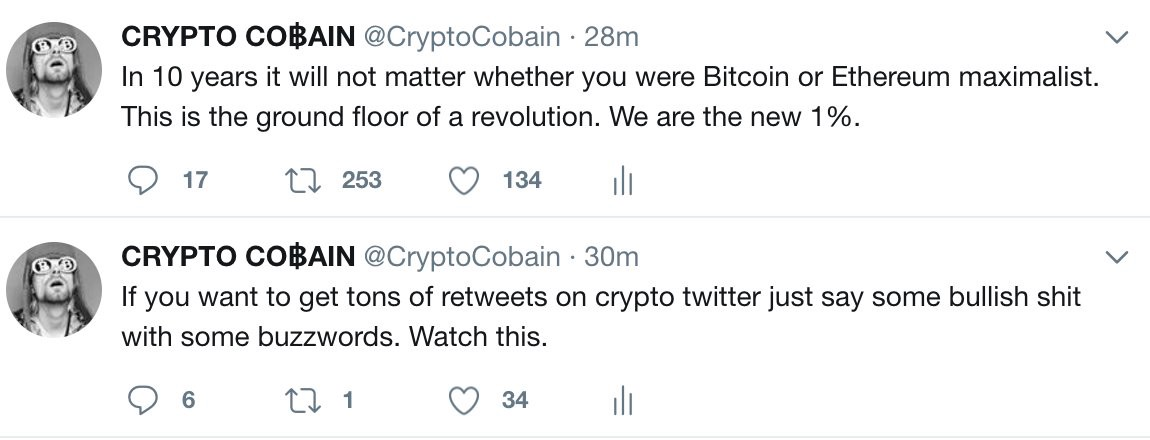 CRYPTO CO฿AIN @CryptoCobain · 28m
In 10 years it will not matter whether you were Bitcoin or Ethereum maximalist.
This is the ground floor of a revolution. We are the new 1%.
17 253 134
CRYPTO CO฿AIN @CryptoCobain · 30m
If you want to get tons of retweets on crypto twitter just say some bullish shit
with some buzzwords. Watch this.
6 1 34